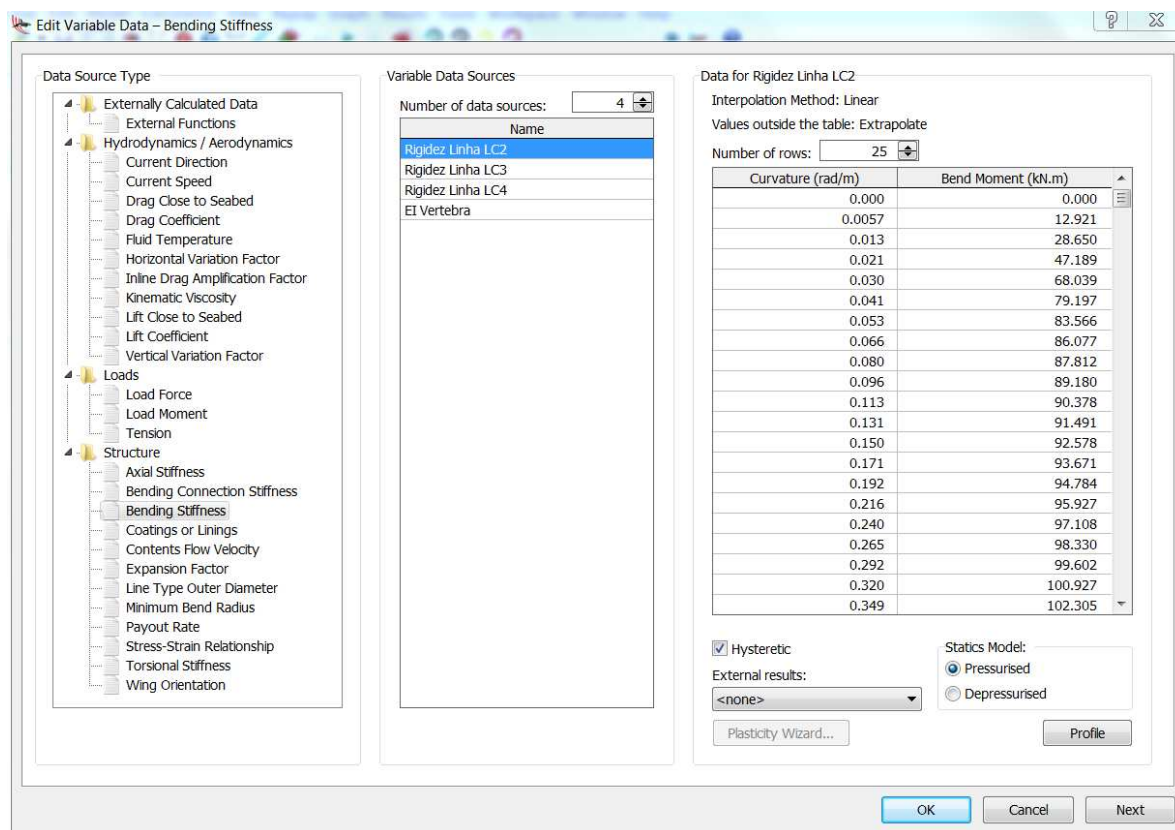 Edit Variable Data – Bending Stiffness
Data Source Type
Externally Calculated Data
External Functions
Hydrodynamics / Aerodynamics
Current Direction
Current Speed
Drag Close to Seabed
Drag Coefficient
Fluid Temperature
Horizontal Variation Factor
Inline Drag Amplification Factor
Kinematic Viscosity
Lift Close to Seabed
Lift Coefficient
Vertical Variation Factor
Loads
Load Force
Load Moment
Tension
Structure
Axial Stiffness
Bending Connection Stiffness
Bending Stiffness
Coatings or Linings
Contents Flow Velocity
Expansion Factor
Line Type Outer Diameter
Minimum Bend Radius
Payout Rate
Stress-Strain Relationship
Torsional Stiffness
Wing Orientation
Variable Data Sources
Number of data sources: 4
Name
Rigidez Linha LC2
Rigidez Linha LC3
Rigidez Linha LC4
EI Vertebra
Data for Rigidez Linha LC2
Interpolation Method: Linear
Values outside the table: Extrapolate
Number of rows: 25
Curvature (rad/m) Bend Moment (kN.m)
0.000 0.000
0.0057 12.921
0.013 28.650
0.021 47.189
0.030 68.039
0.041 79.197
0.053 83.566
0.066 86.077
0.080 87.812
0.096 89.180
0.113 90.378
0.131 91.491
0.150 92.578
0.171 93.671
0.192 94.784
0.216 95.927
0.240 97.108
0.265 98.330
0.292 99.602
0.320 100.927
0.349 102.305
Hysteretic
External results:
<none>
Plasticity Wizard...
Statics Model:
Pressurised
Depressurised
Profile
OK Cancel Next